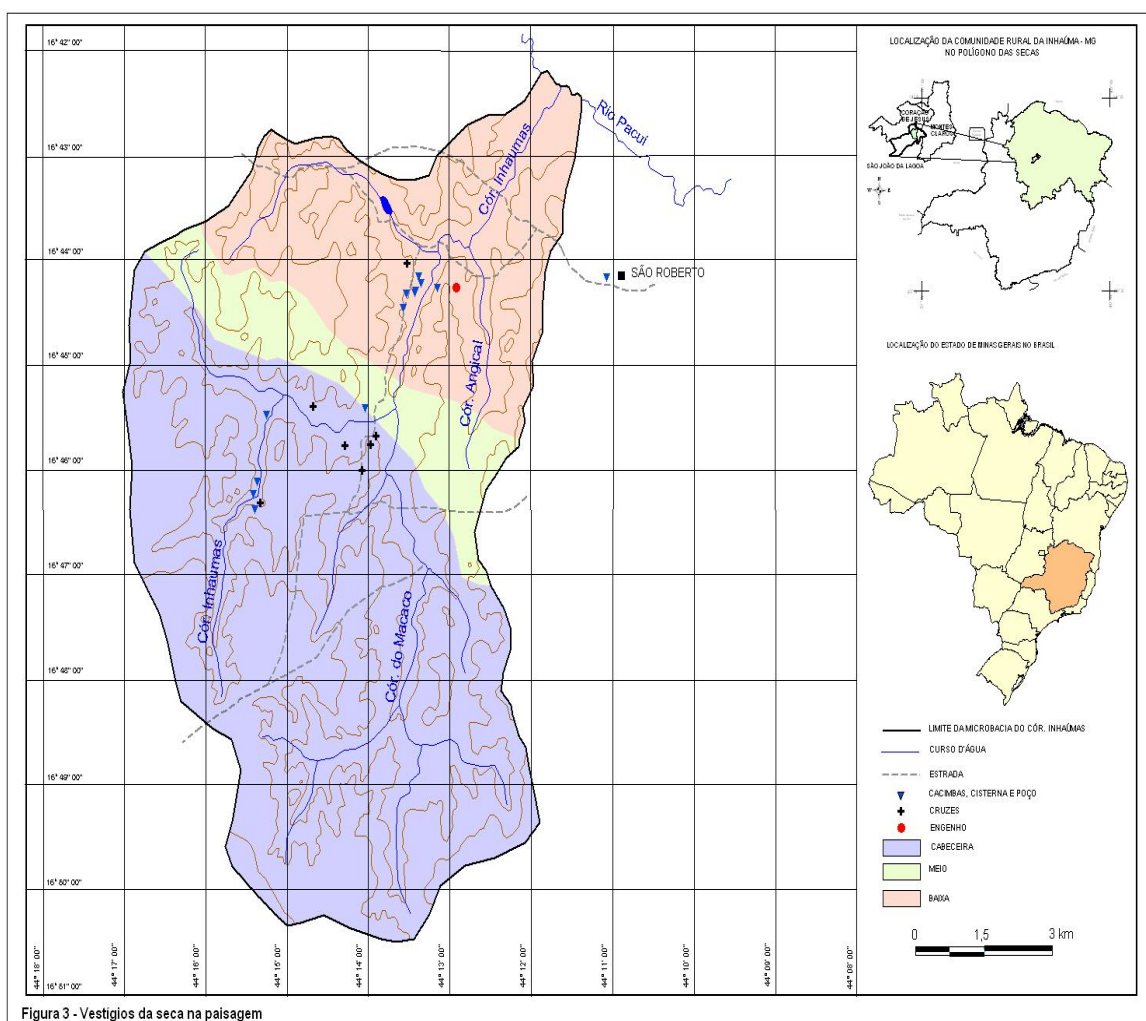 16° 42' 00''
16° 43' 00''
16° 44' 00''
16° 45' 00''
16° 46' 00''
16° 47' 00''
16° 48' 00''
16° 49' 00''
16° 50' 00''
16° 51' 00''
44° 18' 00''
44° 17' 00''
44° 16' 00''
44° 15' 00''
44° 14' 00''
44° 13' 00''
44° 12' 00''
44° 11' 00''
44° 10' 00''
44° 09' 00''
44° 08' 00''
Rio Pacuí
Cór. Inhaumas
SÃO ROBERTO
Cór. Angical
Cór. Inhaumas
Cór. do Macaco
LOCALIZAÇÃO DA COMUNIDADE RURAL DA INHAÚMA - MG
NO POLÍGONO DAS SECAS
CORAÇÃO
DE JESUS
MONTES
CLAROS
SÃO JOÃO DA LAGOA
LOCALIZAÇÃO DO ESTADO DE MINAS GERAIS NO BRASIL
LIMITE DA MICROBACIA DO CÓR. INHAÚMAS
CURSO D'ÁGUA
ESTRADA
CACIMBAS, CISTERNA E POÇO
CRUZES
ENGENHO
CABECEIRA
MEIO
BAIXA
0 1,5 3 km
Figura 3 - Vestígios da seca na paisagem